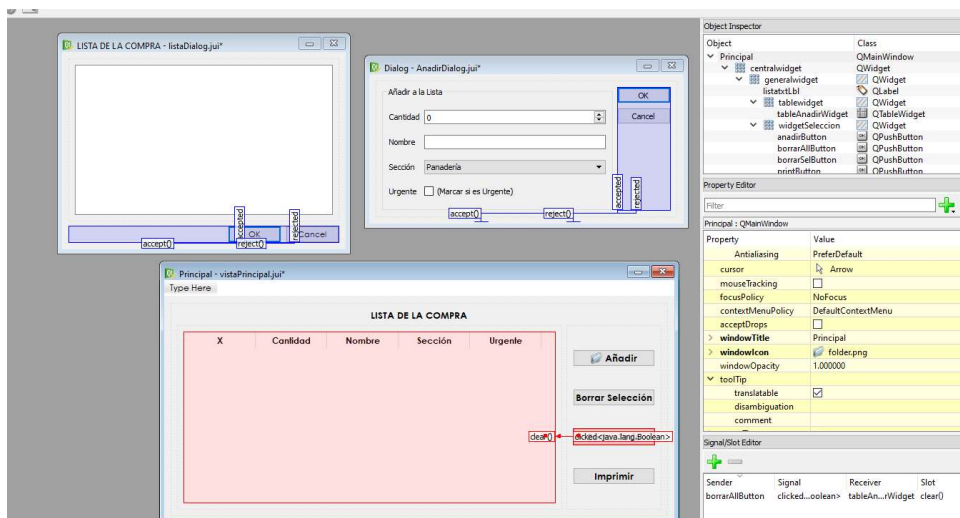 LISTA DE LA COMPRA - listaDialog.jui*
OK
Cancel
accepted
rejected
accept()
reject()
Dialog - AnadirDialog.jui*
Añadir a la Lista
Cantidad 0
Nombre
Sección Panadería
Urgente (Marcar si es Urgente)
OK
Cancel
accepted
rejected
accept()
reject()
Principal - vistaPrincipal.jui*
Type Here
LISTA DE LA COMPRA
X Cantidad Nombre Sección Urgente
Añadir
Borrar Selección
clear() clicked<java.lang.Boolean>
Imprimir
Object Inspector
Object Class
Principal QMainWindow
centralwidget QWidget
generalwidget QWidget
listatxtLbl QLabel
tablewidget QWidget
tableAnadirWidget QTableWidget
widgetSeleccion QWidget
anadirButton QPushButton
borrarAllButton QPushButton
borrarSelButton QPushButton
printButton QPushButton
Property Editor
Filter
Principal : QMainWindow
Property Value
Antialiasing PreferDefault
cursor Arrow
mouseTracking
focusPolicy NoFocus
contextMenuPolicy DefaultContextMenu
acceptDrops
windowTitle Principal
windowIcon folder.png
windowOpacity 1.000000
toolTip
translatable
disambiguation
comment
Signal/Slot Editor
Sender Signal Receiver Slot
borrarAllButton clicked...oolean> tableAn...rWidget clear()